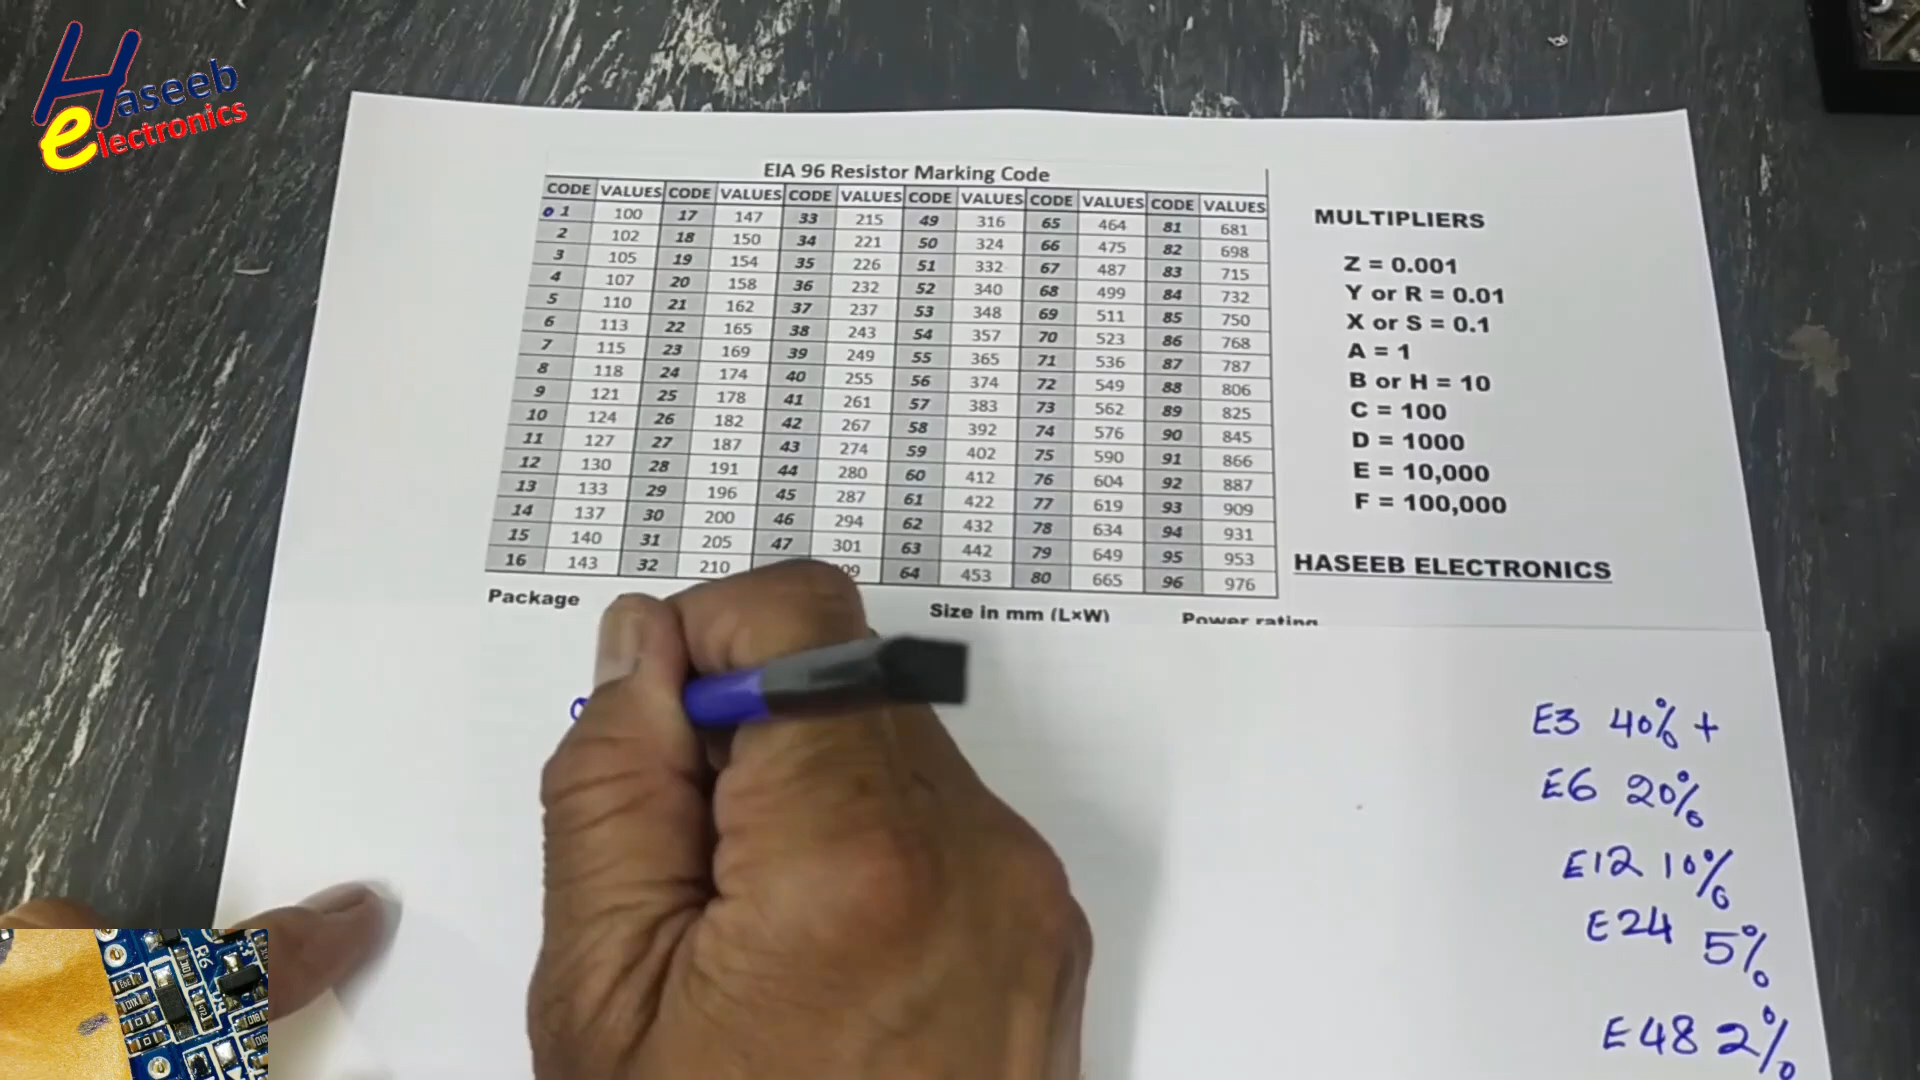 Haseeb
electronics
EIA 96 Resistor Marking Code
CODE VALUES CODE VALUES CODE VALUES CODE VALUES CODE VALUES CODE VALUES
01 100 17 147 33 215 49 316 65 464 81 681
2 102 18 150 34 221 50 324 66 475 82 698
3 105 19 154 35 226 51 332 67 487 83 715
4 107 20 158 36 232 52 340 68 499 84 732
5 110 21 162 37 237 53 348 69 511 85 750
6 113 22 165 38 243 54 357 70 523 86 768
7 115 23 169 39 249 55 365 71 536 87 787
8 118 24 174 40 255 56 374 72 549 88 806
9 121 25 178 41 261 57 383 73 562 89 825
10 124 26 182 42 267 58 392 74 576 90 845
11 127 27 187 43 274 59 402 75 590 91 866
12 130 28 191 44 280 60 412 76 604 92 887
13 133 29 196 45 287 61 422 77 619 93 909
14 137 30 200 46 294 62 432 78 634 94 931
15 140 31 205 47 301 63 442 79 649 95 953
16 143 32 210 09 64 453 80 665 96 976
Package Size in mm (L×W) Power rating
MULTIPLIERS
Z = 0.001
Y or R = 0.01
X or S = 0.1
A = 1
B or H = 10
C = 100
D = 1000
E = 10,000
F = 100,000
HASEEB ELECTRONICS
E3 40% +
E6 20%
E12 10%
E24 5%
E48 2%
R6